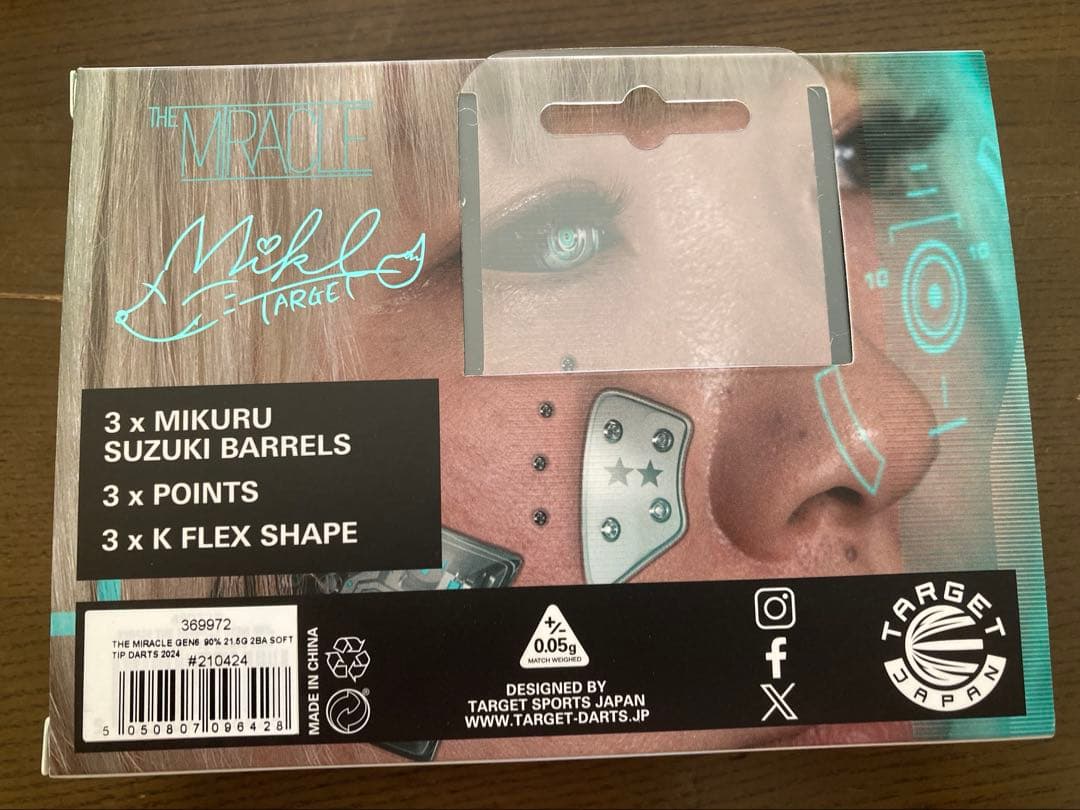 THE MIRACLE
TARGET
10
3 x MIKURU
SUZUKI BARRELS
3 x POINTS
3 x K FLEX SHAPE
369972
THE MIRACLE GEN6 90% 21.5G 2BA SOFT
TIP DARTS 2024 #210424
5 050807 096428
MADE IN CHINA
+/-
0.05g
MATCH WEIGHED
DESIGNED BY
TARGET SPORTS JAPAN
WWW.TARGET-DARTS.JP
TARGET
JAPAN